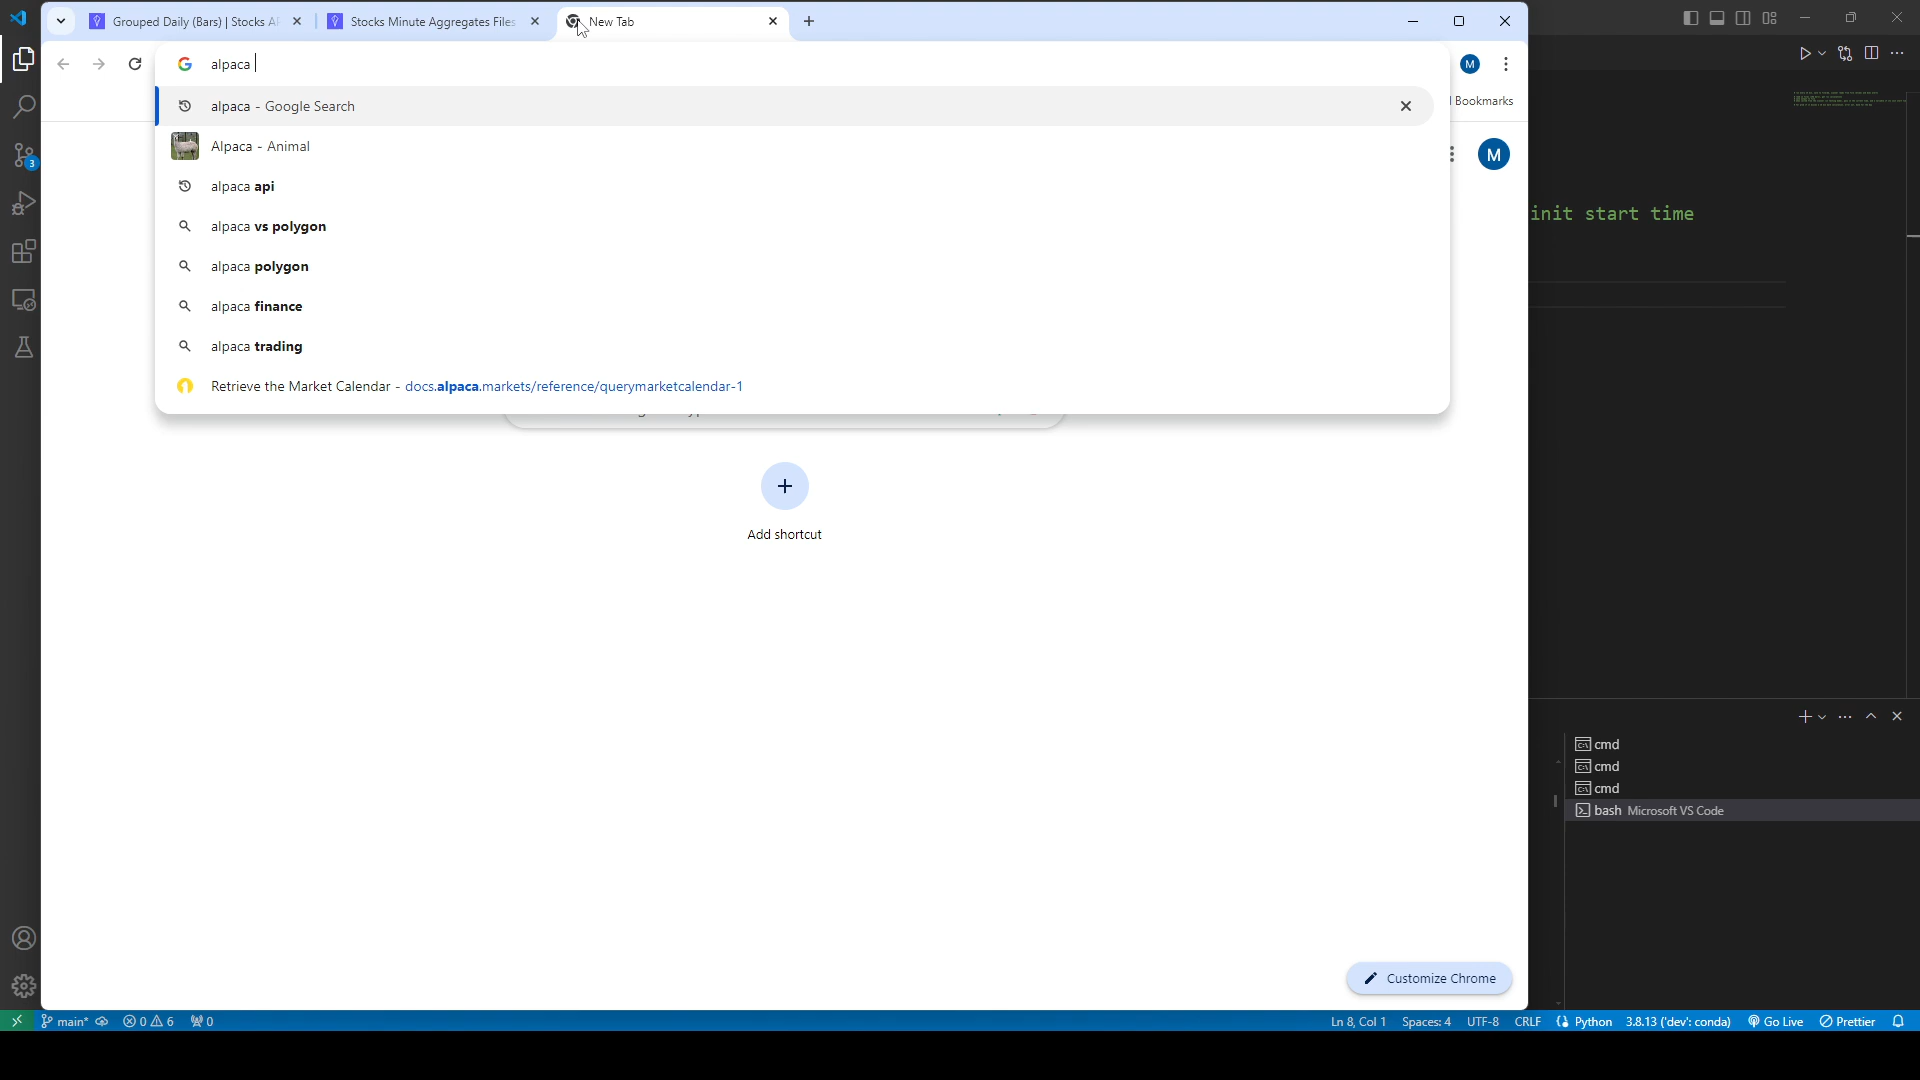 Grouped Daily (Bars) | Stocks AP
Stocks Minute Aggregates Files
New Tab
alpaca
M
alpaca - Google Search
Bookmarks
Alpaca - Animal
M
alpaca api
alpaca vs polygon
init start time
alpaca polygon
alpaca finance
alpaca trading
Retrieve the Market Calendar - docs.alpaca.markets/reference/querymarketcalendar-1
Add shortcut
cmd
cmd
cmd
bash Microsoft VS Code
Customize Chrome
3
main* 0 6 0 Ln 8, Col 1 Spaces: 4 UTF-8 CRLF Python 3.8.13 ('dev': conda) Go Live Prettier